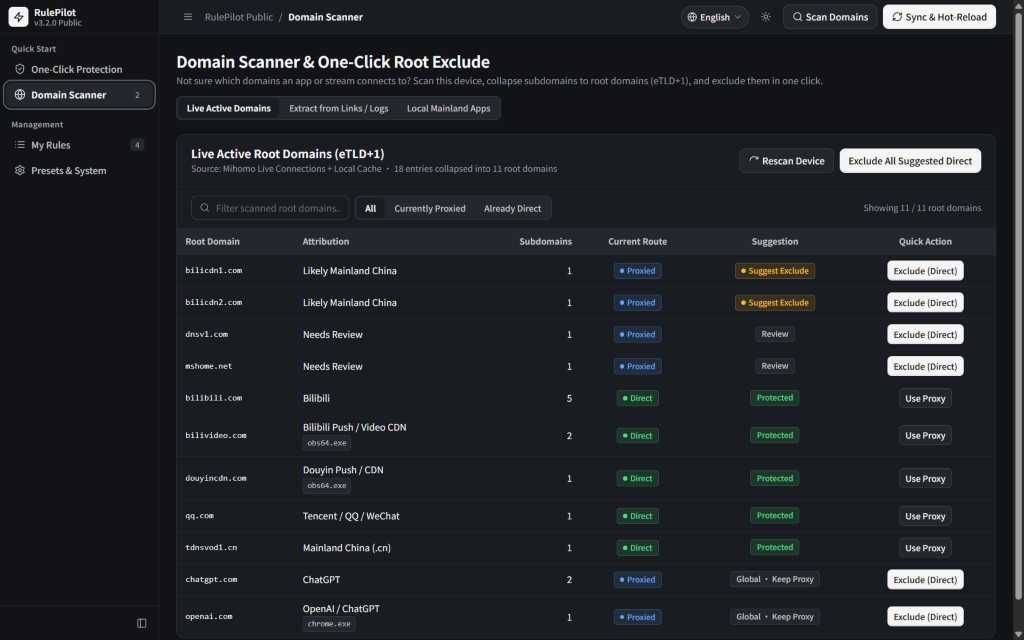 RulePilot
v3.2.0 Public
RulePilot Public / Domain Scanner
English
Scan Domains
Sync & Hot-Reload
Quick Start
One-Click Protection
Domain Scanner 2
Management
My Rules 4
Presets & System
Domain Scanner & One-Click Root Exclude
Not sure which domains an app or stream connects to? Scan this device, collapse subdomains to root domains (eTLD+1), and exclude them in one click.
Live Active Domains Extract from Links / Logs Local Mainland Apps
Live Active Root Domains (eTLD+1)
Source: Mihomo Live Connections + Local Cache • 18 entries collapsed into 11 root domains
Rescan Device
Exclude All Suggested Direct
Filter scanned root domains..
All Currently Proxied Already Direct
Showing 11 / 11 root domains
Root Domain Attribution Subdomains Current Route Suggestion Quick Action
bilicdn1.com Likely Mainland China 1 Proxied Suggest Exclude Exclude (Direct)
bilicdn2.com Likely Mainland China 1 Proxied Suggest Exclude Exclude (Direct)
dnsv1.com Needs Review 1 Proxied Review Exclude (Direct)
mshome.net Needs Review 1 Proxied Review Exclude (Direct)
bilibili.com Bilibili 5 Direct Protected Use Proxy
bilivideo.com Bilibili Push / Video CDN 2 Direct Protected Use Proxy
obs64.exe
douyincdn.com Douyin Push / CDN 1 Direct Protected Use Proxy
obs64.exe
qq.com Tencent / QQ / WeChat 1 Direct Protected Use Proxy
tdnsvod1.cn Mainland China (.cn) 1 Direct Protected Use Proxy
chatgpt.com ChatGPT 2 Proxied Global • Keep Proxy Exclude (Direct)
openai.com OpenAI / ChatGPT 1 Proxied Global • Keep Proxy Exclude (Direct)
chrome.exe